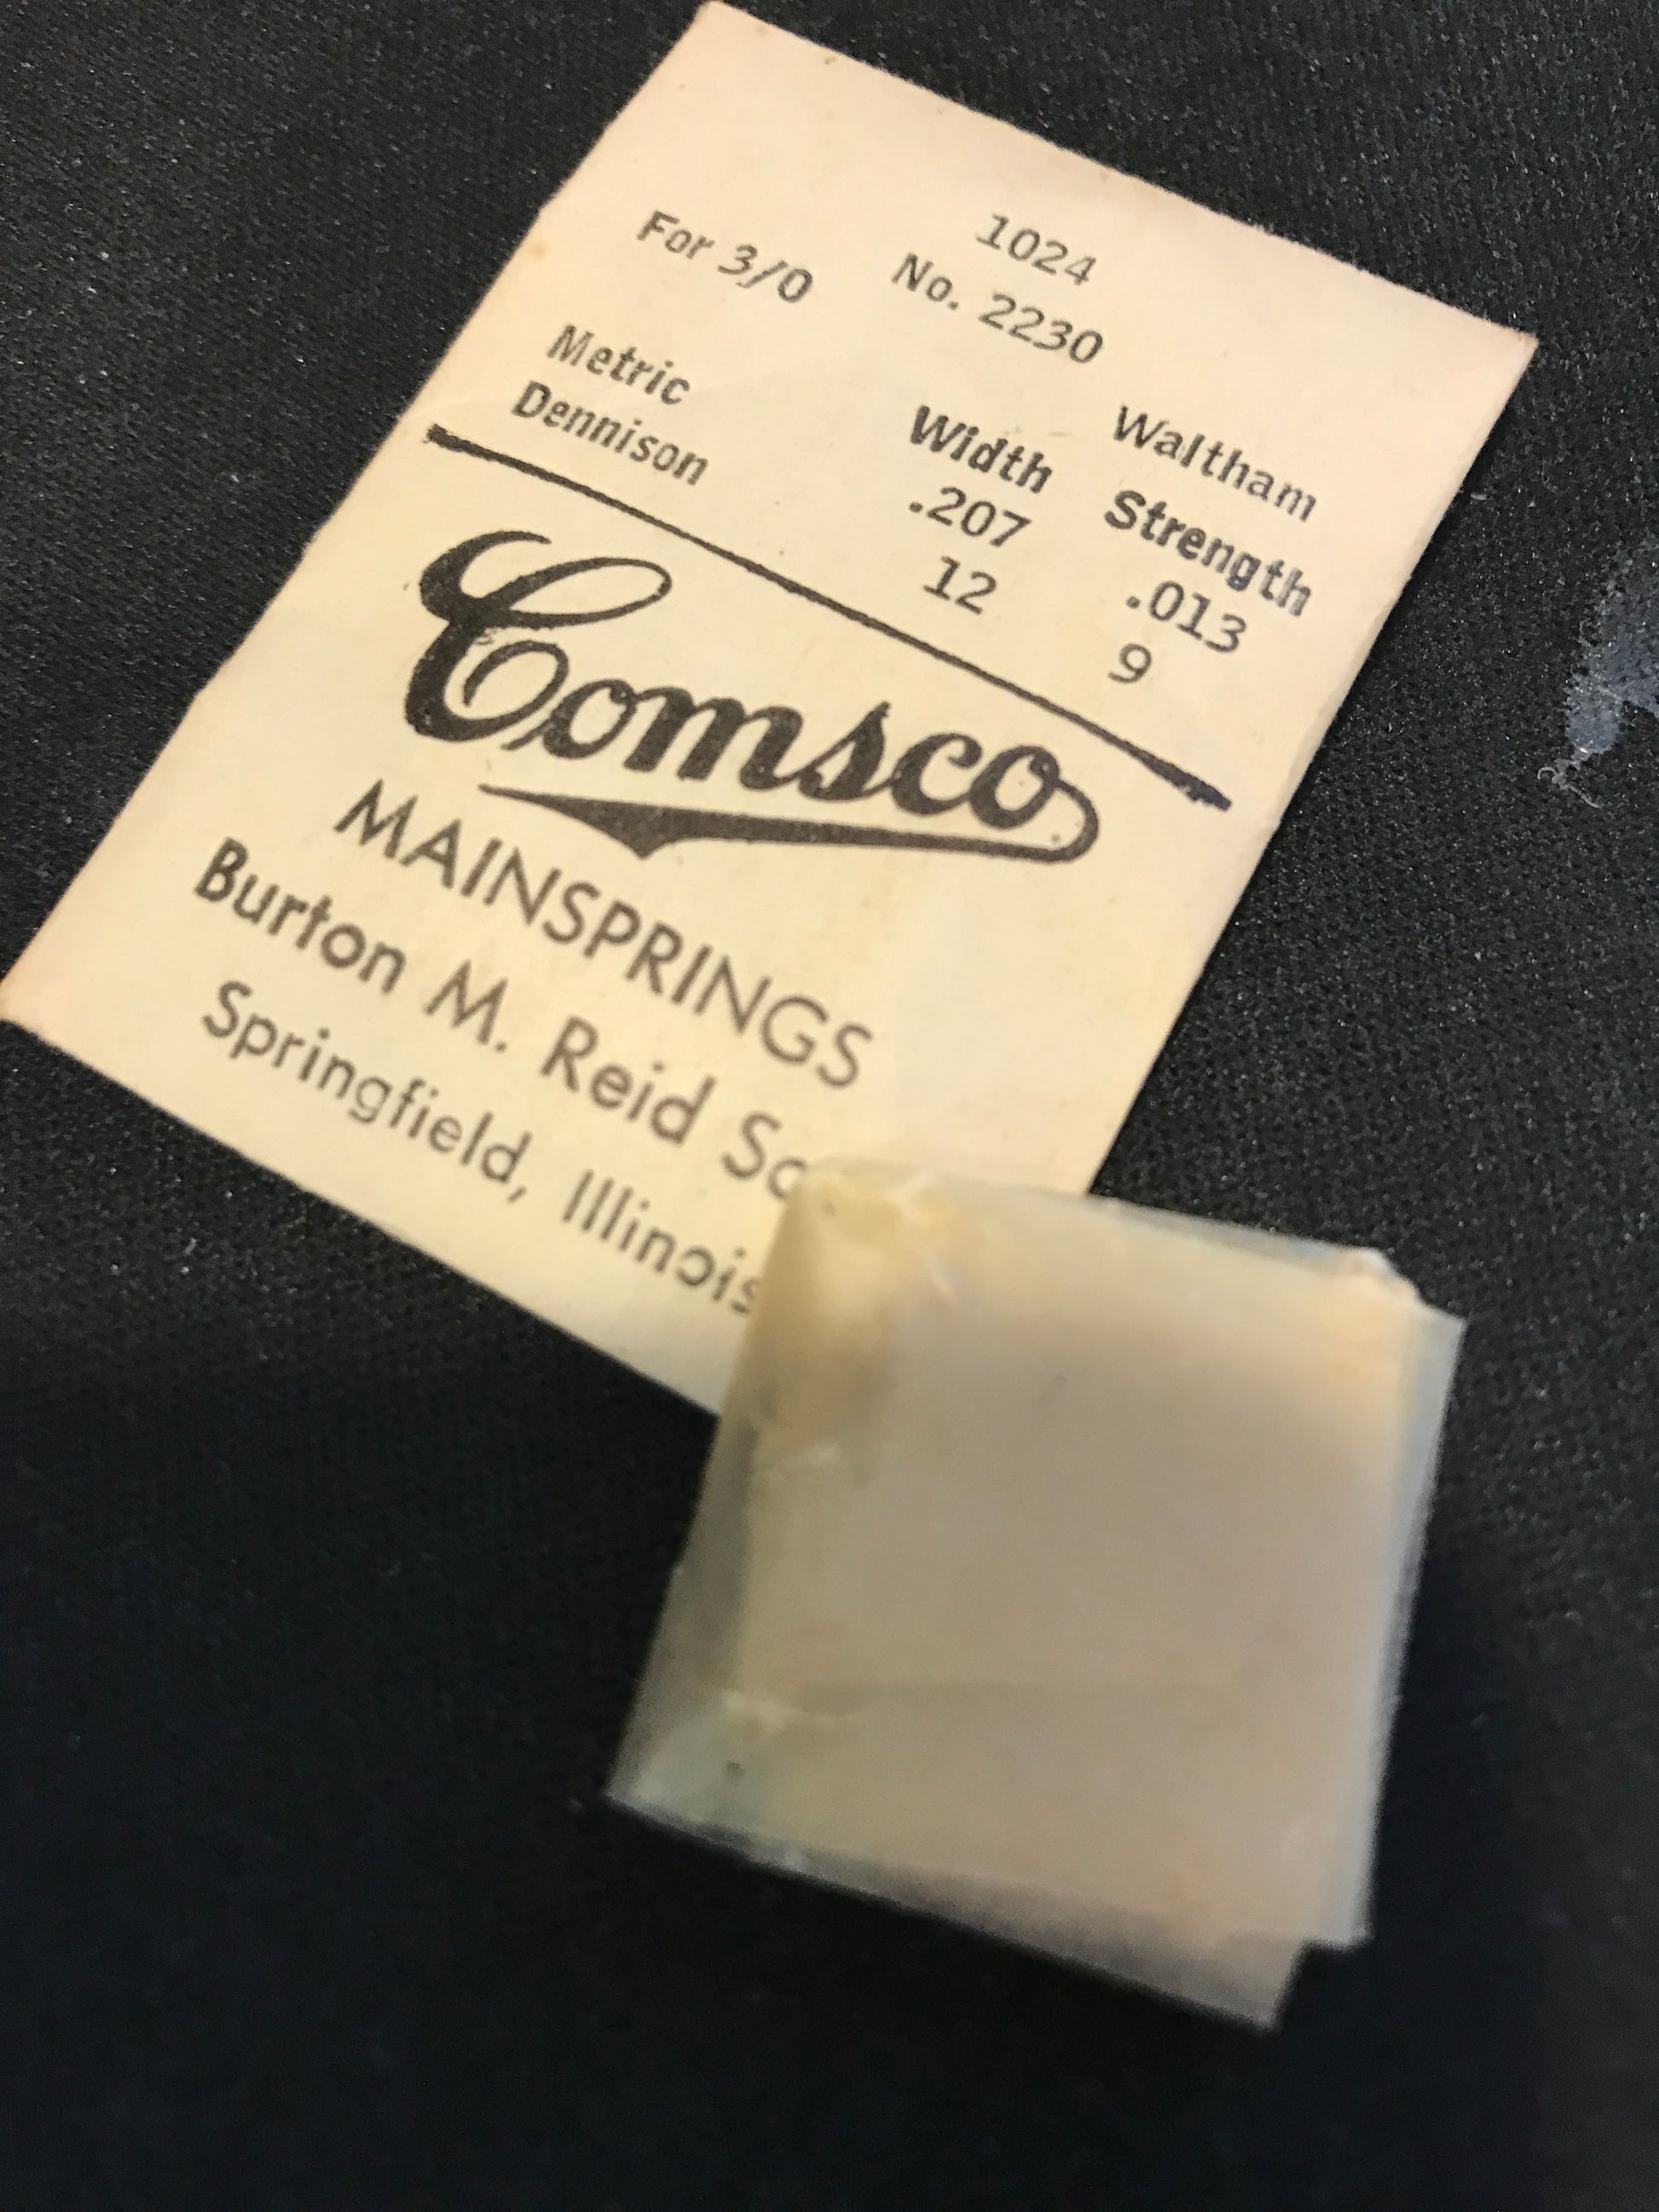 1024
For 3/0 No. 2230 Waltham
Width Strength
Metric .207 .013
Dennison 12 9
Comsco
MAINSPRINGS
Burton M. Reid
Springfield, Illinois